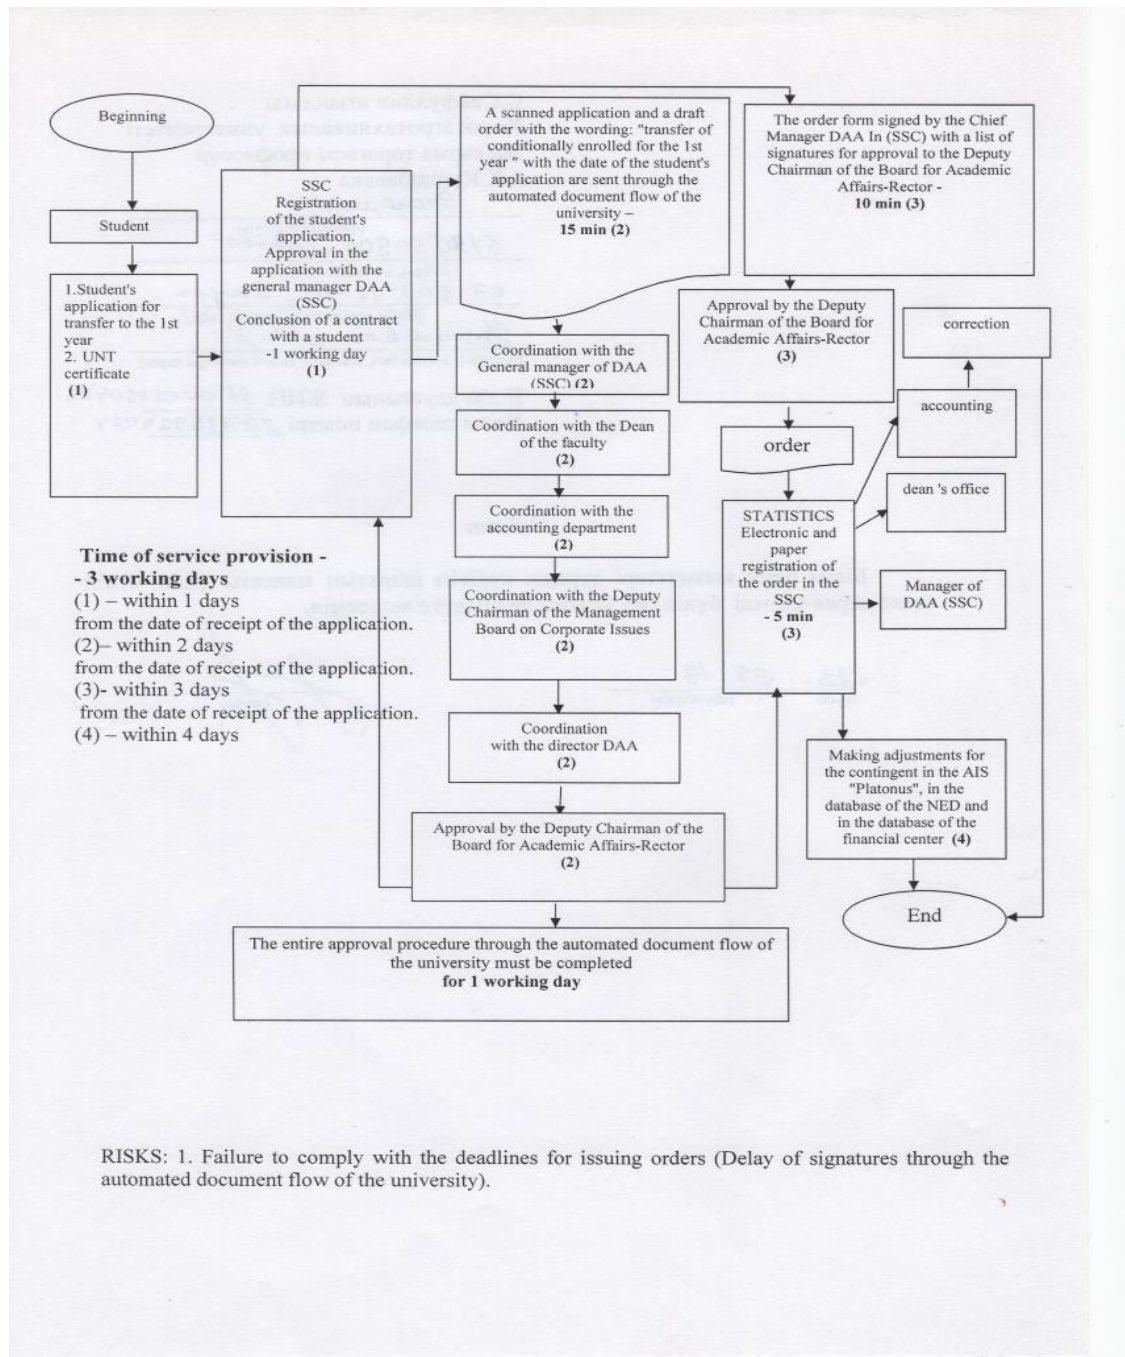 Beginning
Student
1.Student's
application for
transfer to the 1st
year
2. UNT
certificate
(1)
SSC
Registration
of the student's
application.
Approval in the
application with the
general manager DAA
(SSC)
Conclusion of a contract
with a student
-1 working day
(1)
A scanned application and a draft
order with the wording: "transfer of
conditionally enrolled for the 1st
year " with the date of the student's
application are sent through the
automated document flow of the
university –
15 min (2)
Coordination with the
General manager of DAA
(SSC) (2)
Coordination with the Dean
of the faculty
(2)
Coordination with the
accounting department
(2)
Coordination with the Deputy
Chairman of the Management
Board on Corporate Issues
(2)
Coordination
with the director DAA
(2)
Approval by the Deputy Chairman of the
Board for Academic Affairs-Rector
(2)
The entire approval procedure through the automated document flow of
the university must be completed
for 1 working day
The order form signed by the Chief
Manager DAA In (SSC) with a list of
signatures for approval to the Deputy
Chairman of the Board for Academic
Affairs-Rector -
10 min (3)
Approval by the Deputy
Chairman of the Board for
Academic Affairs-Rector
(3)
order
STATISTICS
Electronic and
paper
registration of
the order in the
SSC
- 5 min
(3)
correction
accounting
dean 's office
Manager of
DAA (SSC)
Making adjustments for
the contingent in the AIS
"Platonus", in the
database of the NED and
in the database of the
financial center (4)
End
Time of service provision -
- 3 working days
(1) – within 1 days
from the date of receipt of the application.
(2)– within 2 days
from the date of receipt of the application.
(3)- within 3 days
from the date of receipt of the application.
(4) – within 4 days
RISKS: 1. Failure to comply with the deadlines for issuing orders (Delay of signatures through the
automated document flow of the university).